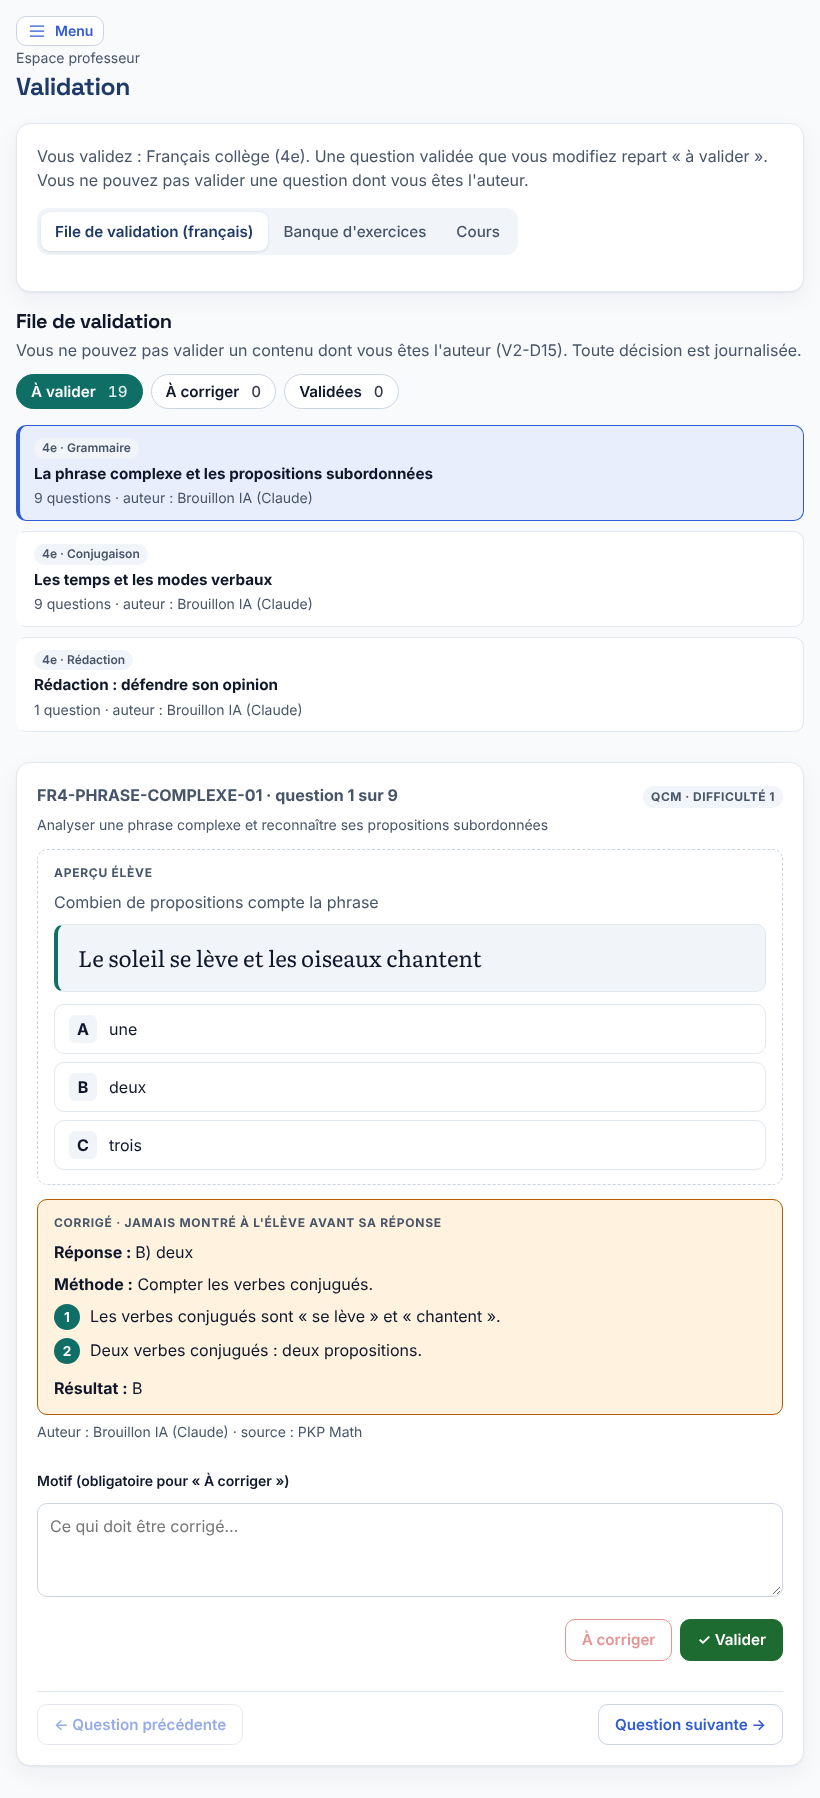 Menu
Espace professeur
Validation
Vous validez : Français collège (4e). Une question validée que vous modifiez repart « à valider ».
Vous ne pouvez pas valider une question dont vous êtes l'auteur.
File de validation (français) Banque d'exercices Cours
File de validation
Vous ne pouvez pas valider un contenu dont vous êtes l'auteur (V2-D15). Toute décision est journalisée.
À valider 19 À corriger 0 Validées 0
4e · Grammaire
La phrase complexe et les propositions subordonnées
9 questions · auteur : Brouillon IA (Claude)
4e · Conjugaison
Les temps et les modes verbaux
9 questions · auteur : Brouillon IA (Claude)
4e · Rédaction
Rédaction : défendre son opinion
1 question · auteur : Brouillon IA (Claude)
FR4-PHRASE-COMPLEXE-01 · question 1 sur 9 QCM · DIFFICULTÉ 1
Analyser une phrase complexe et reconnaître ses propositions subordonnées
APERÇU ÉLÈVE
Combien de propositions compte la phrase
Le soleil se lève et les oiseaux chantent
A une
B deux
C trois
CORRIGÉ · JAMAIS MONTRÉ À L'ÉLÈVE AVANT SA RÉPONSE
Réponse : B) deux
Méthode : Compter les verbes conjugués.
1 Les verbes conjugués sont « se lève » et « chantent ».
2 Deux verbes conjugués : deux propositions.
Résultat : B
Auteur : Brouillon IA (Claude) · source : PKP Math
Motif (obligatoire pour « À corriger »)
Ce qui doit être corrigé...
À corriger ✓ Valider
← Question précédente Question suivante →